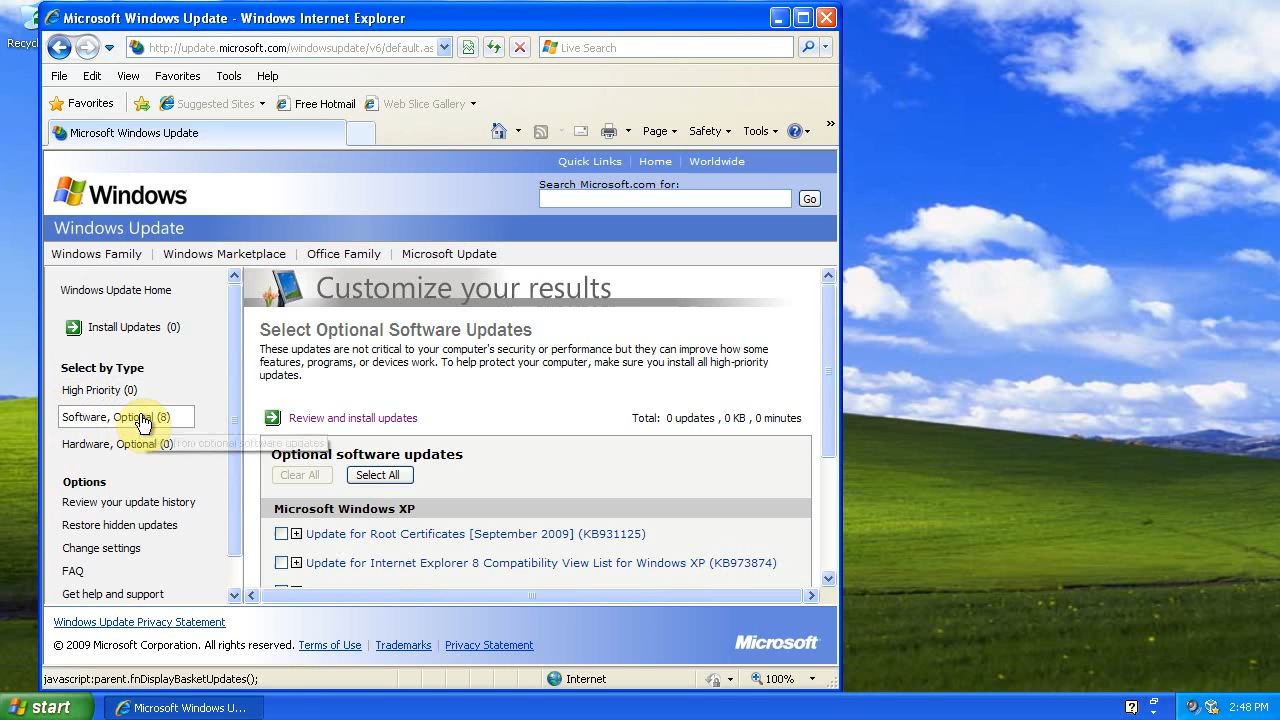 Recyc
Microsoft Windows Update - Windows Internet Explorer
http://update.microsoft.com/windowsupdate/v6/default.as
Live Search
File Edit View Favorites Tools Help
Favorites Suggested Sites Free Hotmail Web Slice Gallery
Microsoft Windows Update
Page Safety Tools »
Quick Links Home Worldwide
Windows
Search Microsoft.com for:
Go
Windows Update
Windows Family Windows Marketplace Office Family Microsoft Update
Windows Update Home
Install Updates (0)
Select by Type
High Priority (0)
Software, Optional (8)
Hardware, Optional (0)
from optional software updates
Options
Review your update history
Restore hidden updates
Change settings
FAQ
Get help and support
Customize your results
Select Optional Software Updates
These updates are not critical to your computer's security or performance but they can improve how some
features, programs, or devices work. To help protect your computer, make sure you install all high-priority
updates.
Review and install updates Total: 0 updates , 0 KB , 0 minutes
Optional software updates
Clear All Select All
Microsoft Windows XP
Update for Root Certificates [September 2009] (KB931125)
Update for Internet Explorer 8 Compatibility View List for Windows XP (KB973874)
Windows Update Privacy Statement
© 2009 Microsoft Corporation. All rights reserved. Terms of Use | Trademarks | Privacy Statement
Microsoft
javascript:parent.fnDisplayBasketUpdates();
Internet
100%
start
Microsoft Windows U...
2:48 PM